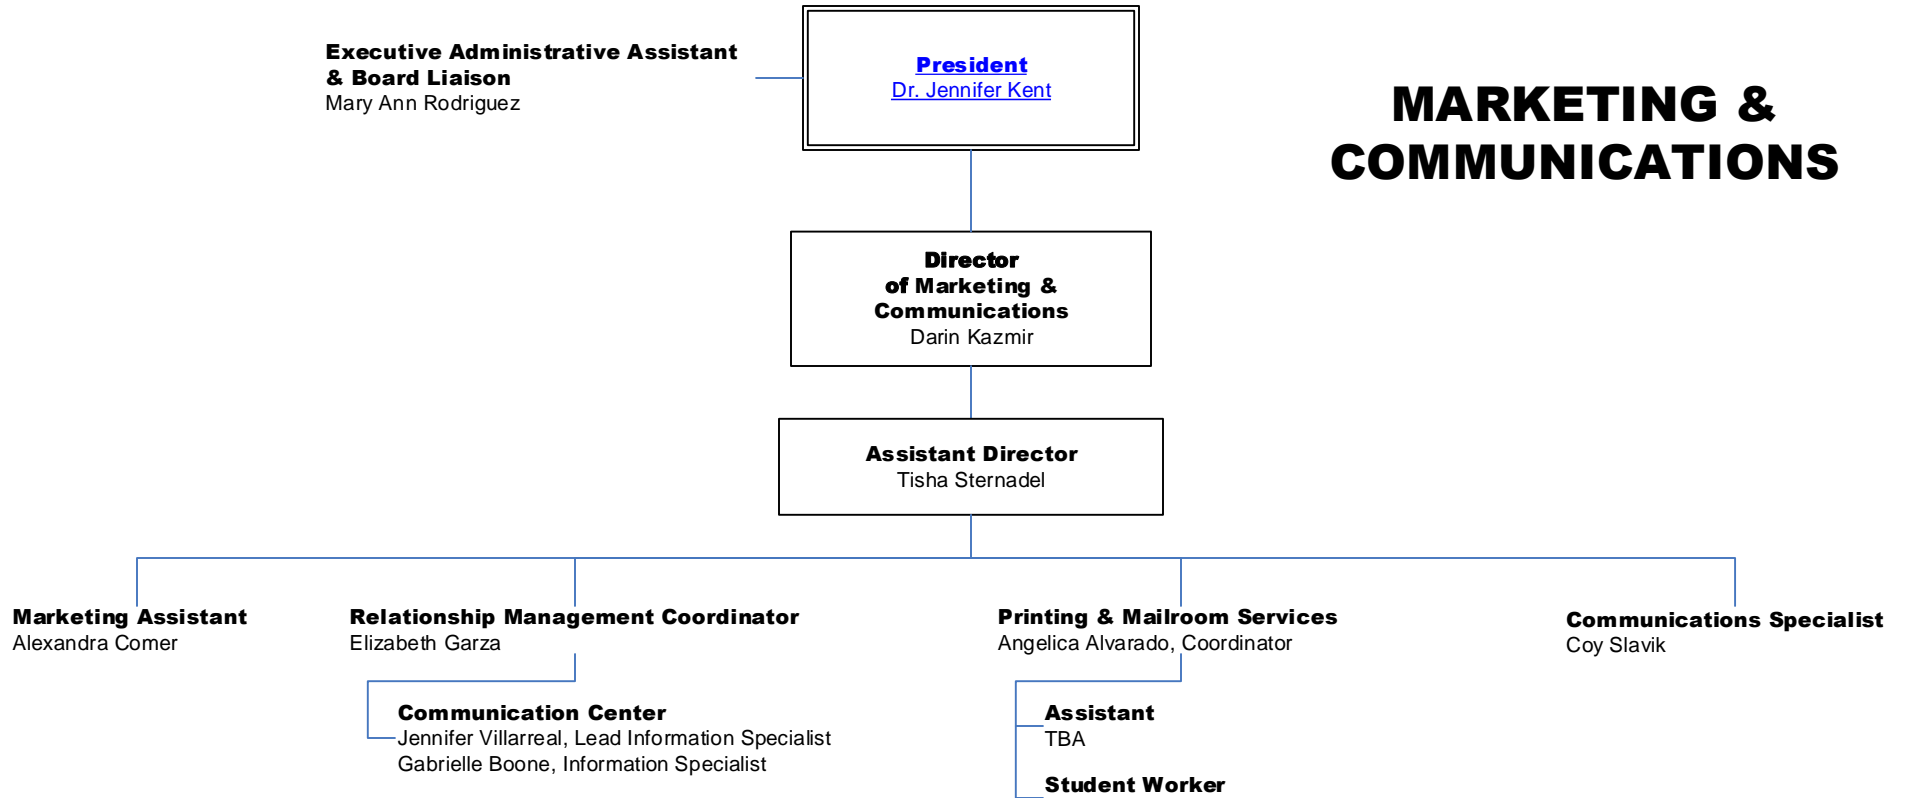 Executive Administrative Assistant
& Board Liaison
Mary Ann Rodriguez
President
Dr. Jennifer Kent
MARKETING &
COMMUNICATIONS
Director
of Marketing &
Communications
Darin Kazmir
Assistant Director
Tisha Sternadel
Marketing Assistant
Alexandra Comer
Relationship Management Coordinator
Elizabeth Garza
Communication Center
Jennifer Villarreal, Lead Information Specialist
Gabrielle Boone, Information Specialist
Printing & Mailroom Services
Angelica Alvarado, Coordinator
Assistant
TBA
Student Worker
Communications Specialist
Coy Slavik